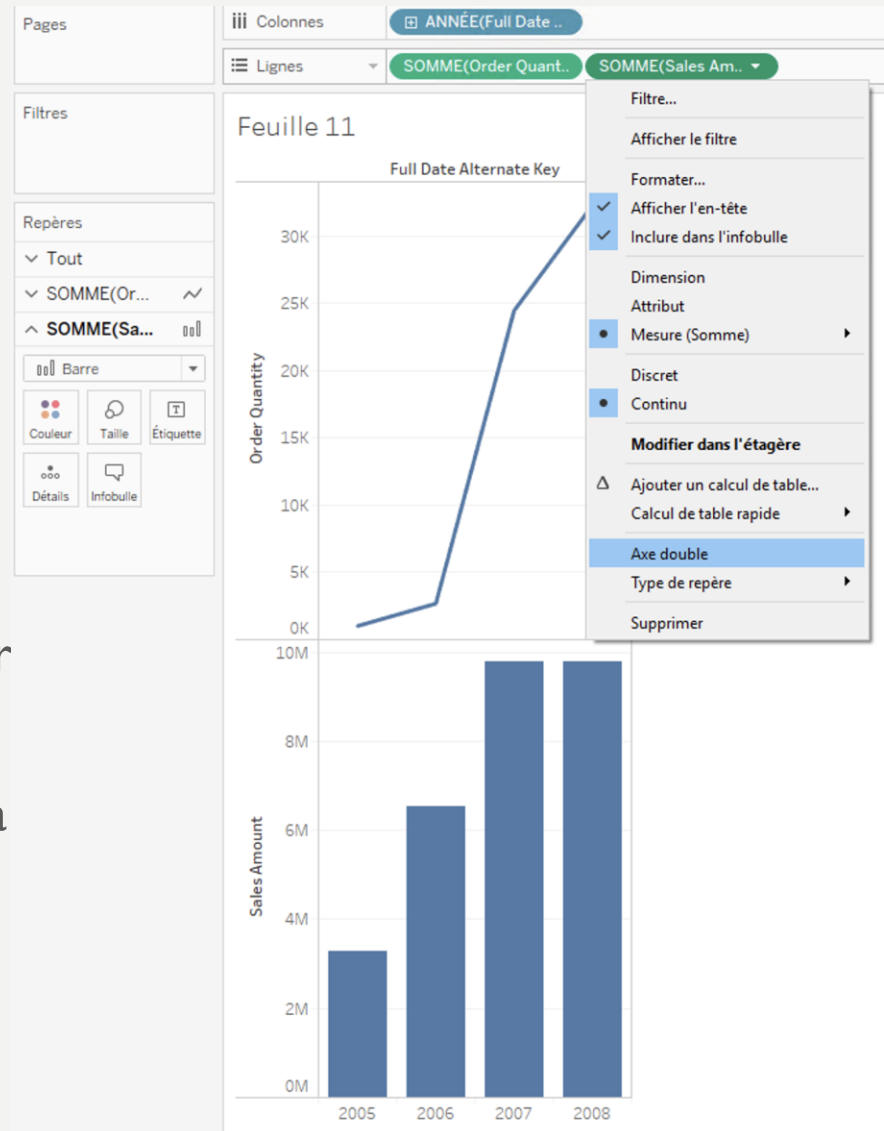 Pages
iii Colonnes
ANNÉE(Full Date ..
Lignes
SOMME(Order Quant..
SOMME(Sales Am..
Filtres
Repères
Tout
SOMME(Or...
SOMME(Sa...
Barre
Couleur
Taille
Étiquette
Détails
Infobulle
Feuille 11
Full Date Alternate Key
Order Quantity
30K
25K
20K
15K
10K
5K
0K
Sales Amount
10M
8M
6M
4M
2M
0M
2005 2006 2007 2008
Filtre...
Afficher le filtre
Formater...
Afficher l'en-tête
Inclure dans l'infobulle
Dimension
Attribut
Mesure (Somme)
Discret
Continu
Modifier dans l'étagère
Ajouter un calcul de table...
Calcul de table rapide
Axe double
Type de repère
Supprimer
r
a